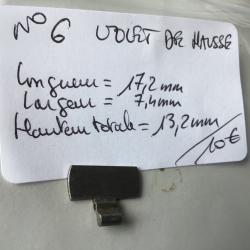 N° 6 VOLET DE HAUSSE
Longueur = 17,2 mm
Largeur = 7,4 mm
Hauteur totale = 13,2 mm
10€